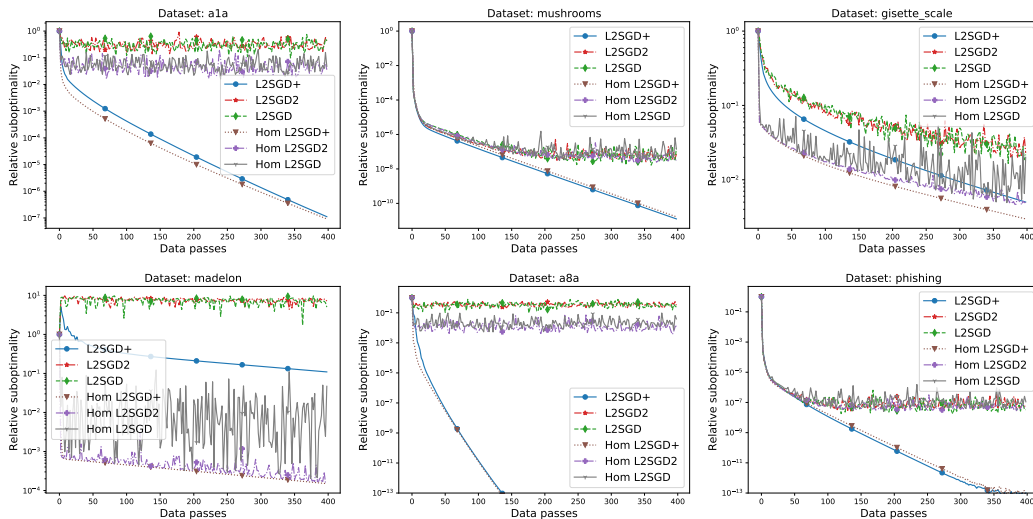 Dataset: a1a
Relative suboptimality
10⁰
10⁻¹
10⁻²
10⁻³
10⁻⁴
10⁻⁵
10⁻⁶
10⁻⁷
L2SGD+
L2SGD2
L2SGD
Hom L2SGD+
Hom L2SGD2
Hom L2SGD
0 50 100 150 200 250 300 350 400
Data passes
Dataset: mushrooms
Relative suboptimality
10⁰
10⁻²
10⁻⁴
10⁻⁶
10⁻⁸
10⁻¹⁰
L2SGD+
L2SGD2
L2SGD
Hom L2SGD+
Hom L2SGD2
Hom L2SGD
0 50 100 150 200 250 300 350 400
Data passes
Dataset: gisette_scale
Relative suboptimality
10⁰
10⁻¹
10⁻²
L2SGD+
L2SGD2
L2SGD
Hom L2SGD+
Hom L2SGD2
Hom L2SGD
0 50 100 150 200 250 300 350 400
Data passes
Dataset: madelon
Relative suboptimality
10¹
10⁰
10⁻¹
10⁻²
10⁻³
10⁻⁴
L2SGD+
L2SGD2
L2SGD
Hom L2SGD+
Hom L2SGD2
Hom L2SGD
0 50 100 150 200 250 300 350 400
Data passes
Dataset: a8a
Relative suboptimality
10⁻¹
10⁻³
10⁻⁵
10⁻⁷
10⁻⁹
10⁻¹¹
10⁻¹³
L2SGD+
L2SGD2
L2SGD
Hom L2SGD+
Hom L2SGD2
Hom L2SGD
0 50 100 150 200 250 300 350 400
Data passes
Dataset: phishing
Relative suboptimality
10⁻¹
10⁻³
10⁻⁵
10⁻⁷
10⁻⁹
10⁻¹¹
10⁻¹³
L2SGD+
L2SGD2
L2SGD
Hom L2SGD+
Hom L2SGD2
Hom L2SGD
0 50 100 150 200 250 300 350 400
Data passes